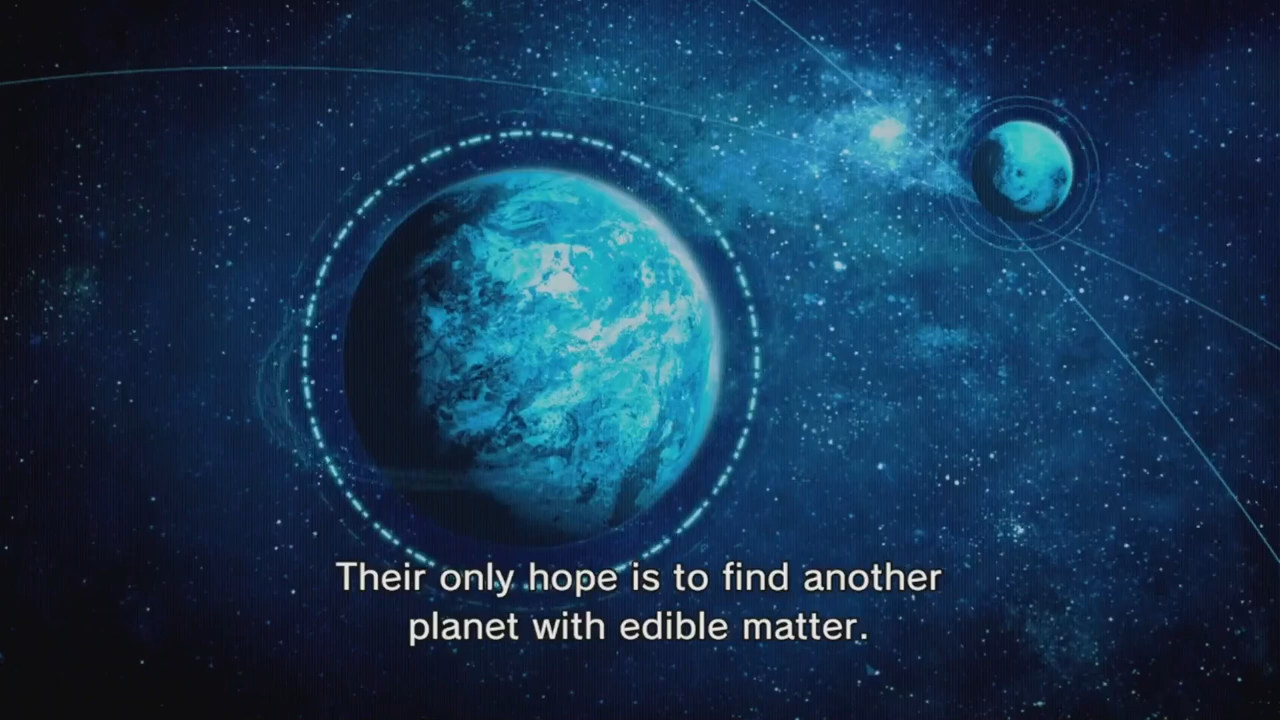 Their only hope is to find another
planet with edible matter.